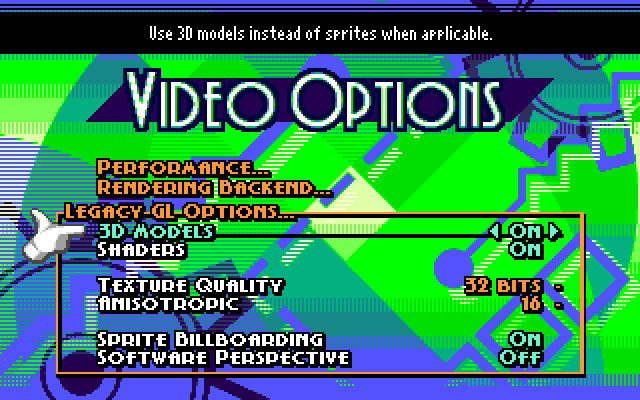 Use 3D models instead of sprites when applicable.
Video Options
Performance...
Rendering Backend...
Legacy GL Options...
3D Models On
Shaders On
Texture Quality 32 bits
Anisotropic 16
Sprite Billboarding On
Software Perspective Off